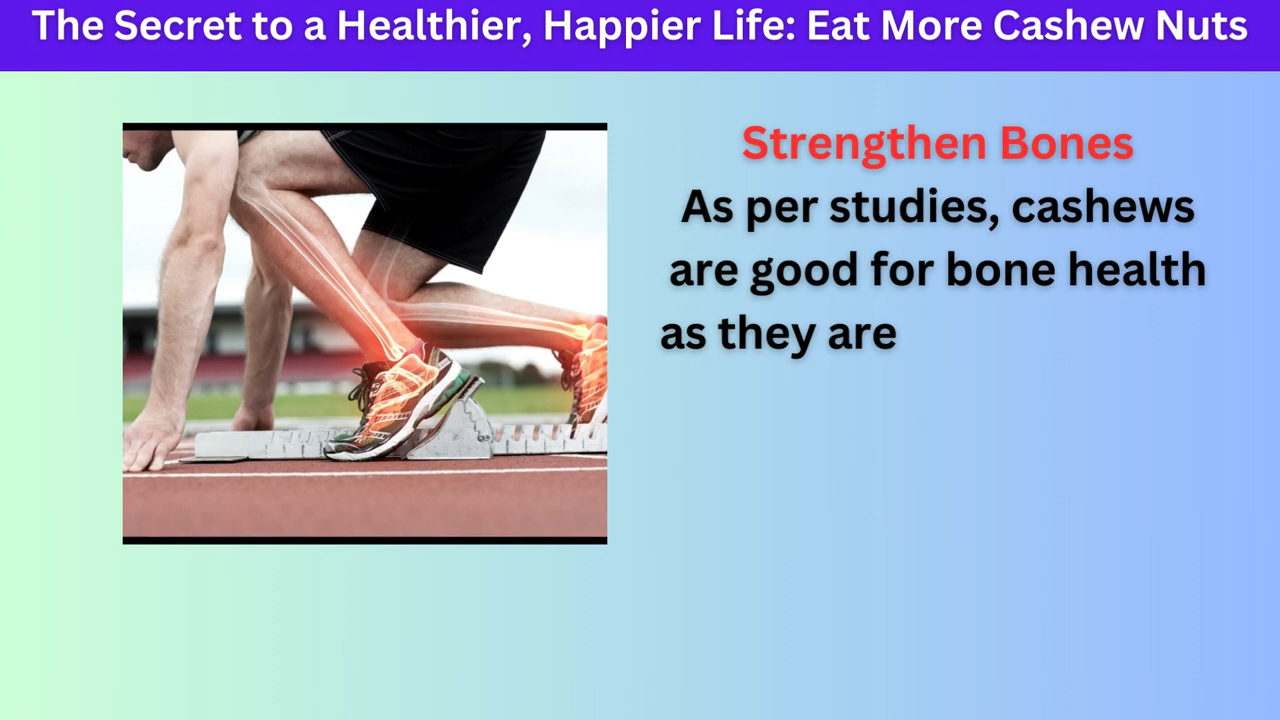 The Secret to a Healthier, Happier Life: Eat More Cashew Nuts
Strengthen Bones
As per studies, cashews
are good for bone health
as they are